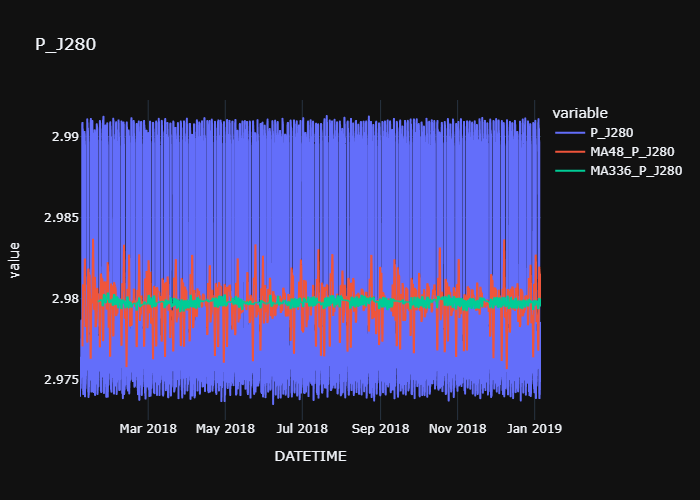 P_J280
variable
P_J280
MA48_P_J280
MA336_P_J280
value
2.99
2.985
2.98
2.975
Mar 2018
May 2018
Jul 2018
Sep 2018
Nov 2018
Jan 2019
DATETIME